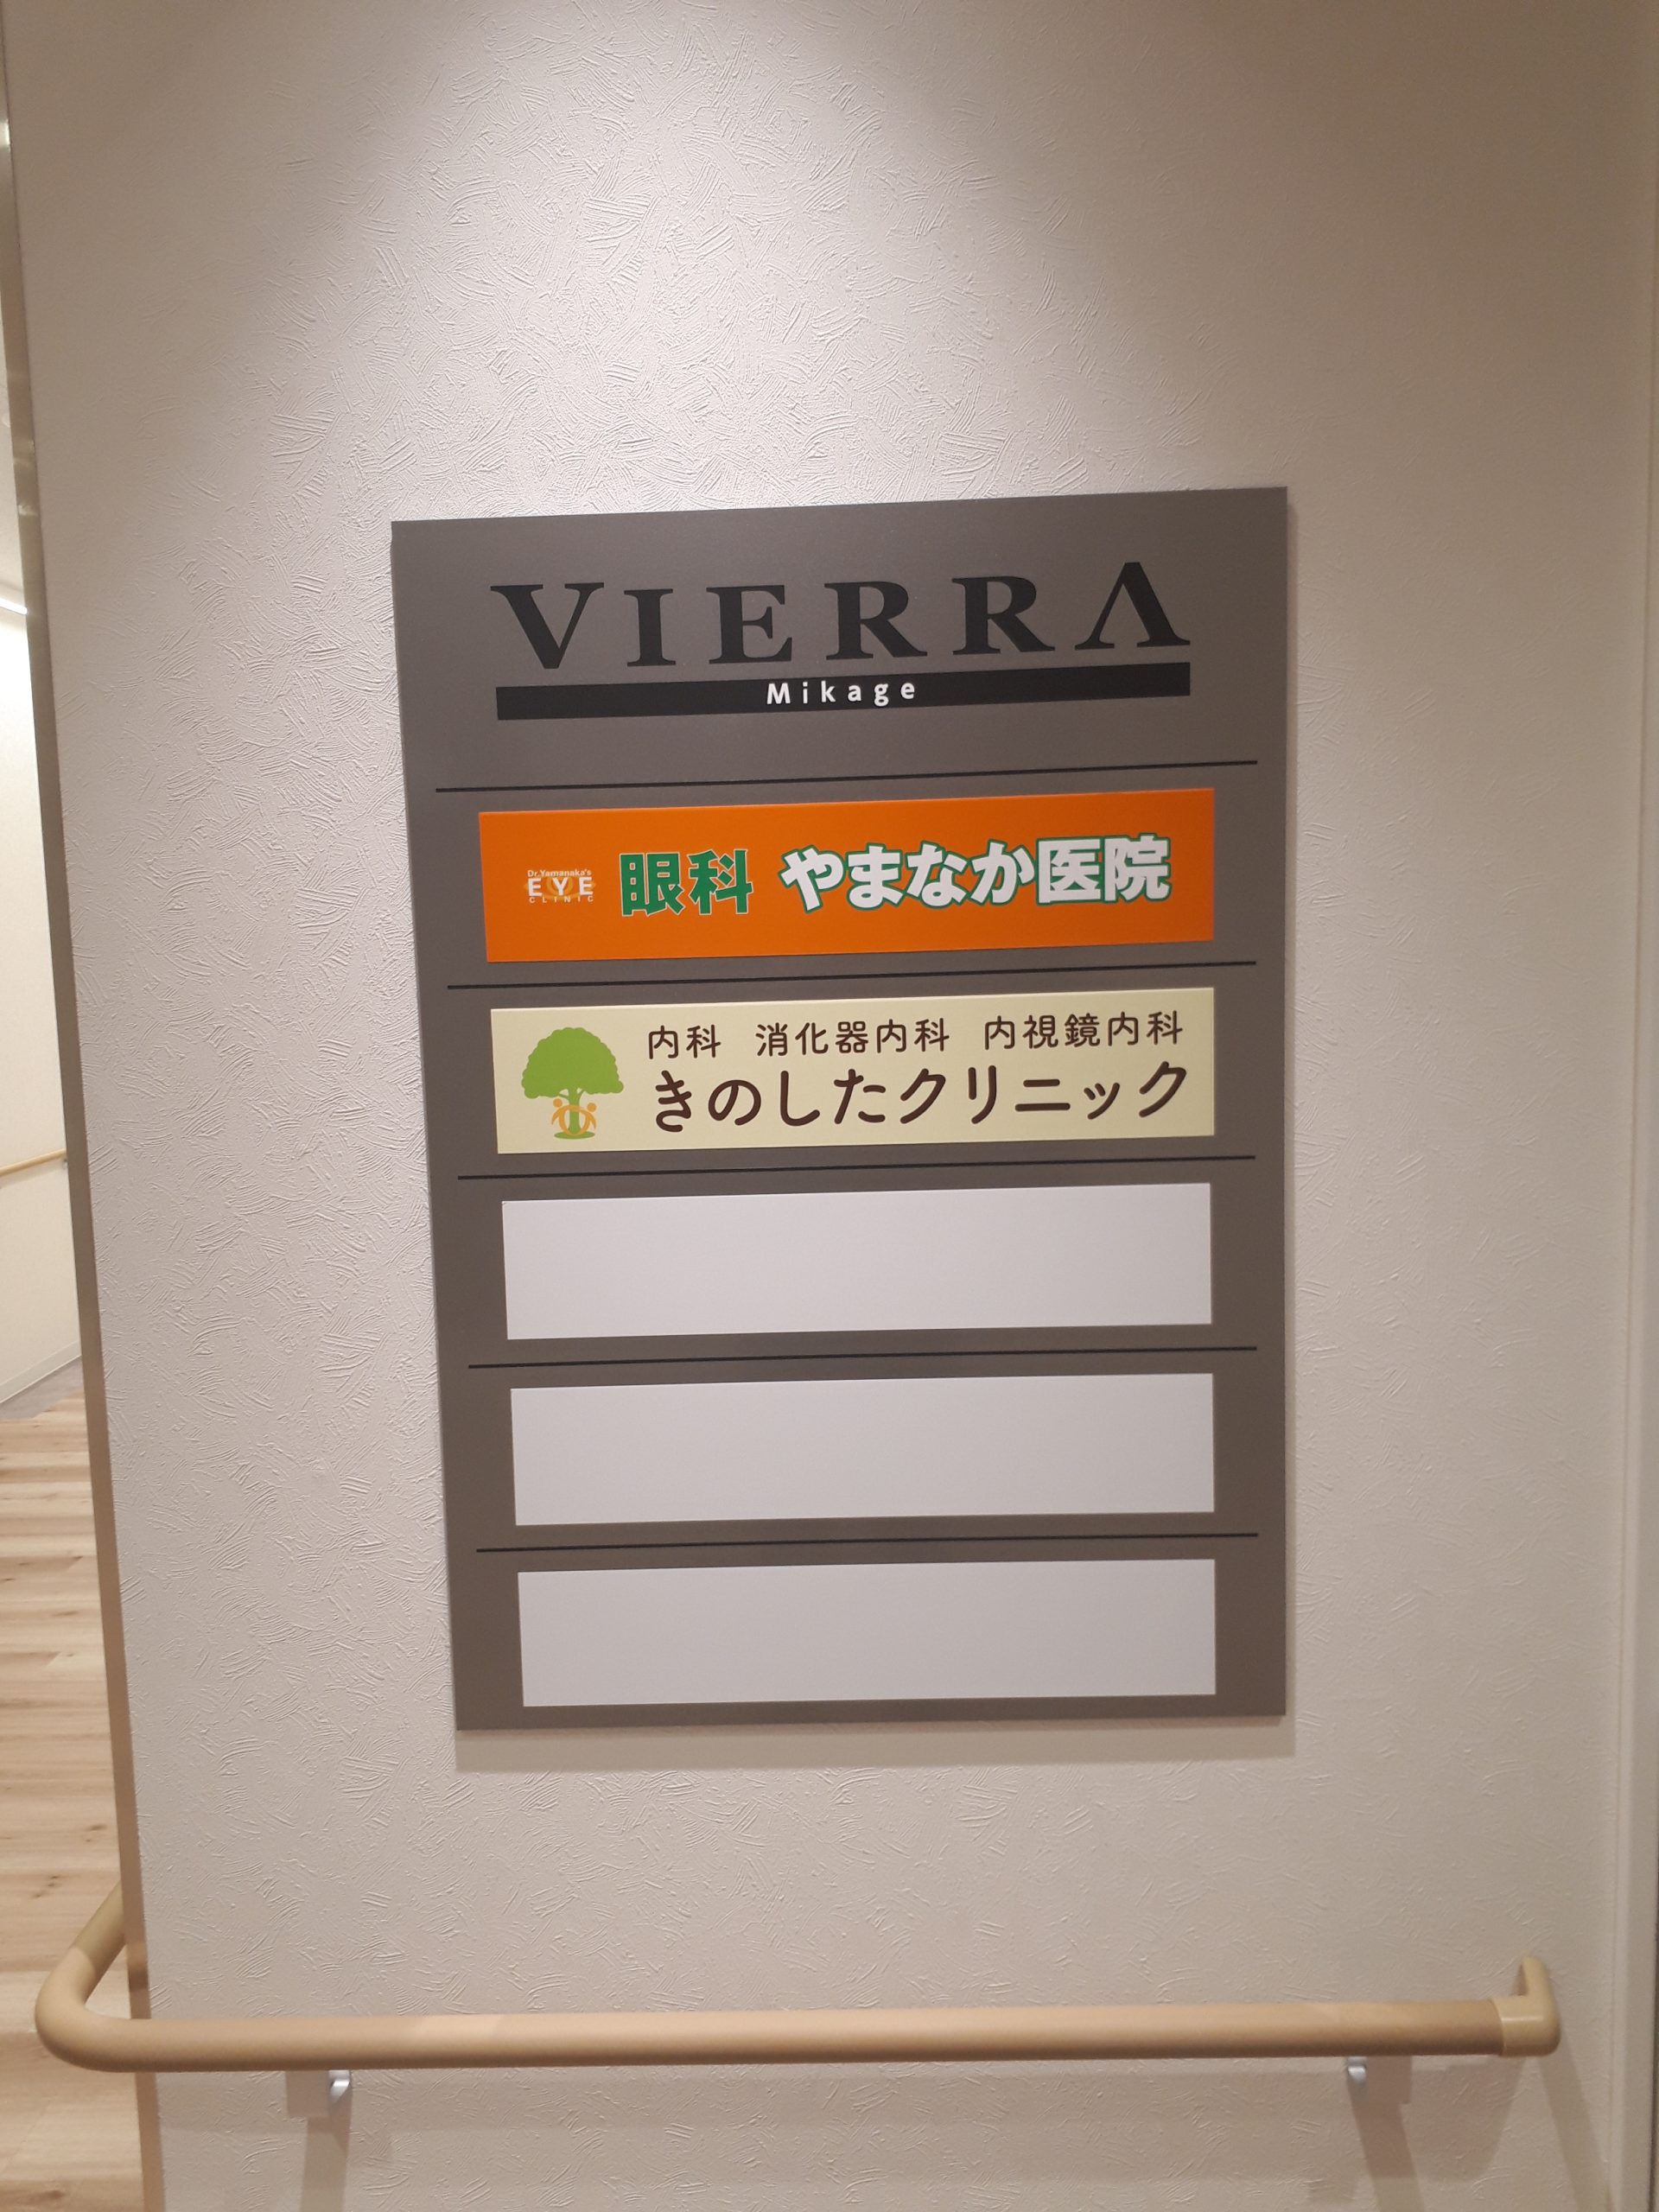 VIERRA
Mikage
Dr.Yamanaka's
EYE
CLINIC
眼科 やまなか医院
内科 消化器内科 内視鏡内科
きのしたクリニック